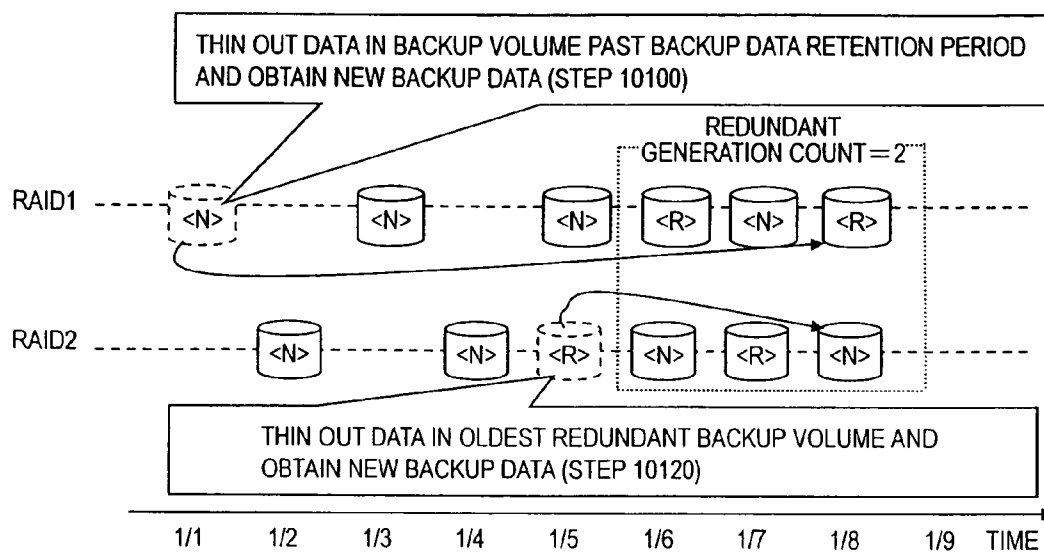 THIN OUT DATA IN BACKUP VOLUME PAST BACKUP DATA RETENTION PERIOD
AND OBTAIN NEW BACKUP DATA (STEP 10100)
REDUNDANT
GENERATION COUNT=2
RAID1
<N> <N> <N> <R> <N> <R>
RAID2
<N> <N> <R> <N> <R> <N>
THIN OUT DATA IN OLDEST REDUNDANT BACKUP VOLUME AND
OBTAIN NEW BACKUP DATA (STEP 10120)
1/1 1/2 1/3 1/4 1/5 1/6 1/7 1/8 1/9 TIME